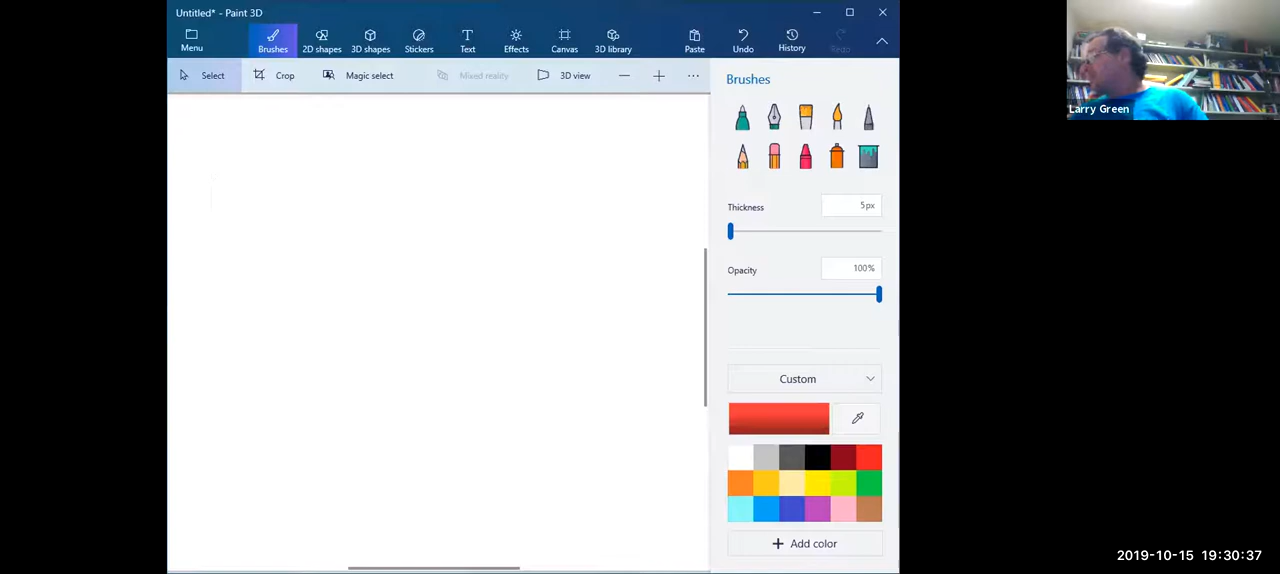 Untitled* - Paint 3D
Menu Brushes 2D shapes 3D shapes Stickers Text Effects Canvas 3D library Paste Undo History Redo
Select Crop Magic select Mixed reality 3D view
Brushes
Thickness 5px
Opacity 100%
Custom
Add color
Larry Green
2019-10-15 19:30:37